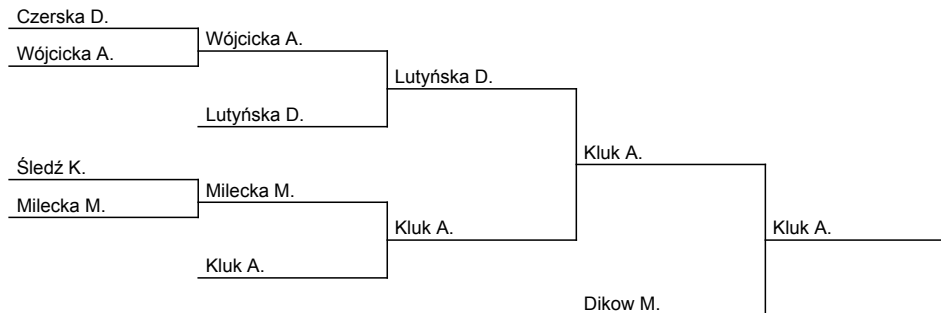 Czerska D.
Wójcicka A.
Wójcicka A.
Lutyńska D.
Lutyńska D.
Kluk A.
Śledź K.
Milecka M.
Milecka M.
Kluk A.
Kluk A.
Kluk A.
Dikow M.